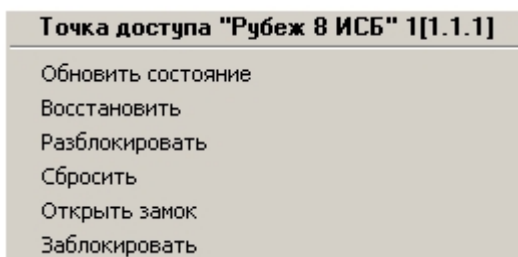 Точка доступа "Рубеж 8 ИСБ" 1[1.1.1]
Обновить состояние
Восстановить
Разблокировать
Сбросить
Открыть замок
Заблокировать